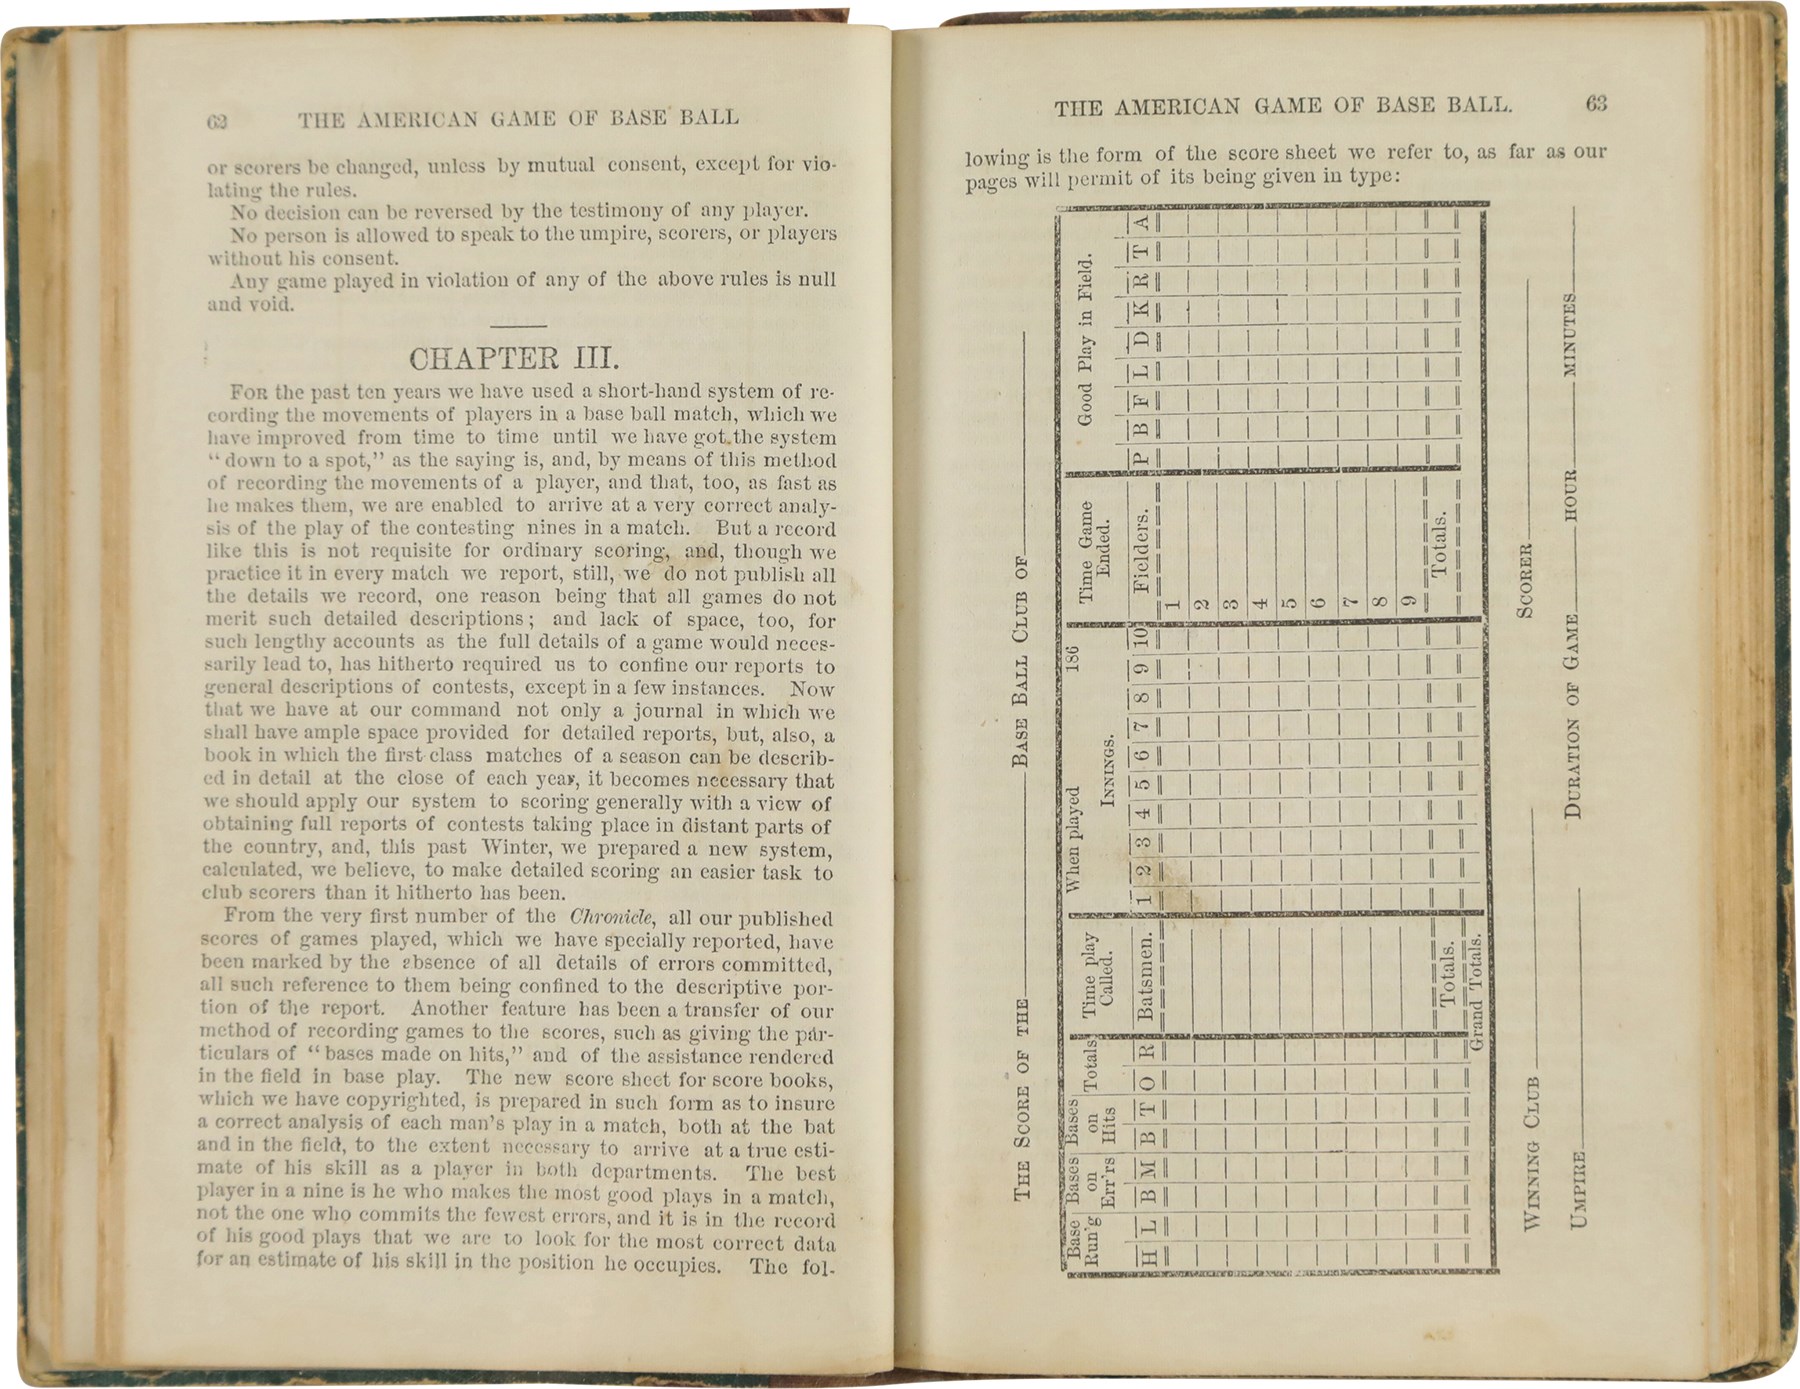 62 THE AMERICAN GAME OF BASE BALL
or scorers be changed, unless by mutual consent, except for vio-
lating the rules.
No decision can be reversed by the testimony of any player.
No person is allowed to speak to the umpire, scorers, or players
without his consent.
Any game played in violation of any of the above rules is null
and void.
CHAPTER III.
FOR the past ten years we have used a short-hand system of re-
cording the movements of players in a base ball match, which we
have improved from time to time until we have got the system
“down to a spot,” as the saying is, and, by means of this method
of recording the movements of a player, and that, too, as fast as
he makes them, we are enabled to arrive at a very correct analy-
sis of the play of the contesting nines in a match. But a record
like this is not requisite for ordinary scoring, and, though we
practice it in every match we report, still, we do not publish all
the details we record, one reason being that all games do not
merit such detailed descriptions; and lack of space, too, for
such lengthy accounts as the full details of a game would neces-
sarily lead to, has hitherto required us to confine our reports to
general descriptions of contests, except in a few instances. Now
that we have at our command not only a journal in which we
shall have ample space provided for detailed reports, but, also, a
book in which the first-class matches of a season can be describ-
ed in detail at the close of each year, it becomes necessary that
we should apply our system to scoring generally with a view of
obtaining full reports of contests taking place in distant parts of
the country, and, this past Winter, we prepared a new system,
calculated, we believe, to make detailed scoring an easier task to
club scorers than it hitherto has been.
From the very first number of the Chronicle, all our published
scores of games played, which we have specially reported, have
been marked by the absence of all details of errors committed,
all such reference to them being confined to the descriptive por-
tion of the report. Another feature has been a transfer of our
method of recording games to the scores, such as giving the par-
ticulars of “bases made on hits,” and of the assistance rendered
in the field in base play. The new score sheet for score books,
which we have copyrighted, is prepared in such form as to insure
a correct analysis of each man's play in a match, both at the bat
and in the field, to the extent necessary to arrive at a true esti-
mate of his skill as a player in both departments. The best
player in a nine is he who makes the most good plays in a match,
not the one who commits the fewest errors, and it is in the record
of his good plays that we are to look for the most correct data
for an estimate of his skill in the position he occupies. The fol-
THE AMERICAN GAME OF BASE BALL. 63
lowing is the form of the score sheet we refer to, as far as our
pages will permit of its being given in type:
THE SCORE OF THE BASE BALL CLUB OF
Base Run'g Bases on Err'rs Bases on Hits Totals Time play Called. When played 186 Time Game Ended. Good Play in Field.
INNINGS.
H L B M B T O R Batsmen. 1 2 3 4 5 6 7 8 9 10 Fielders. P B F L D K R T A
1
2
3
4
5
6
7
8
9
Totals. Totals.
Grand Totals.
WINNING CLUB SCORER
UMPIRE DURATION OF GAME HOUR MINUTES